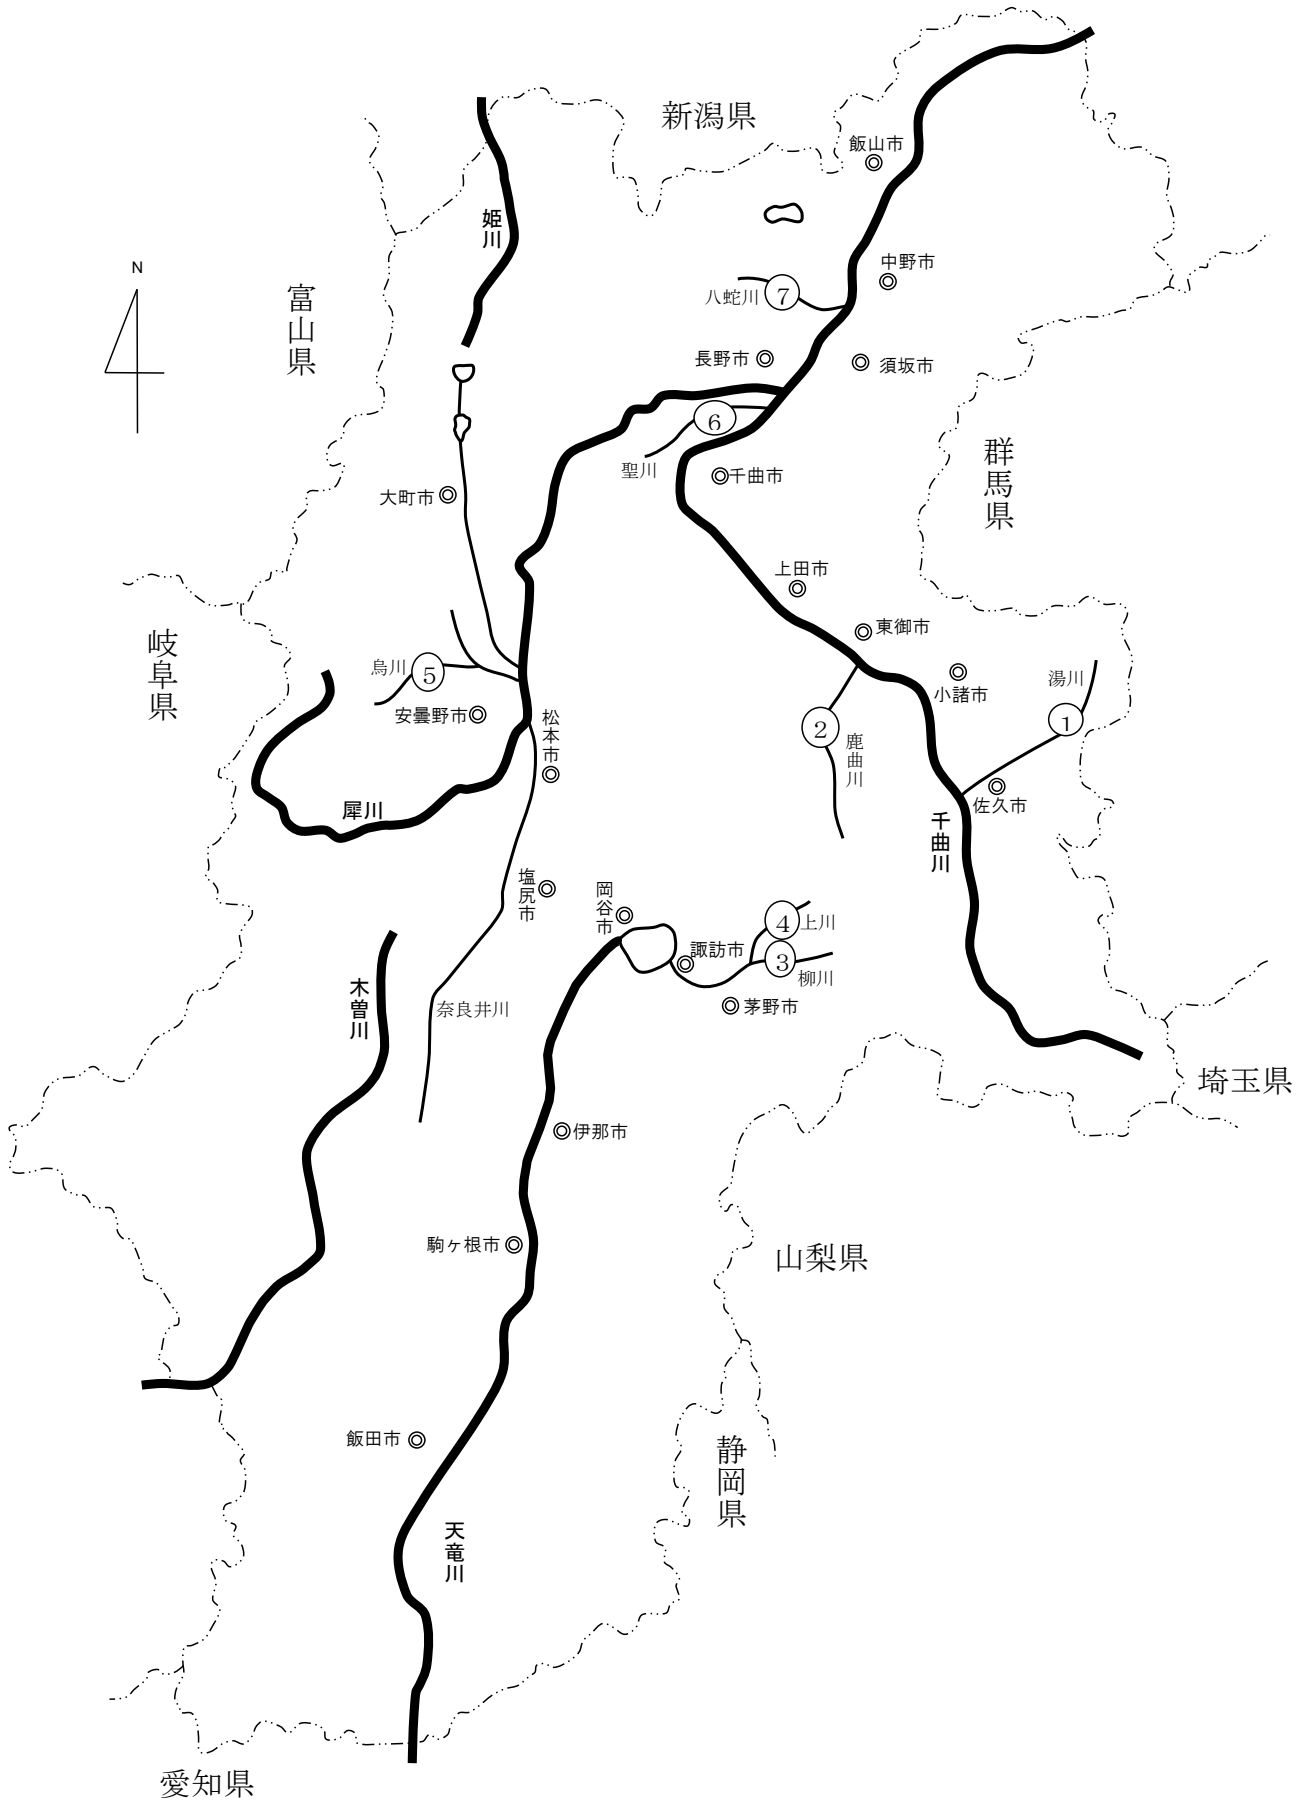 新潟県
飯山市
姫川
N
中野市
富山県
八蛇川
7
長野市
須坂市
6
聖川
千曲市
群馬県
大町市
上田市
東御市
岐阜県
烏川
5
小諸市
湯川
安曇野市
松本市
1
2
鹿曲川
佐久市
犀川
千曲川
塩尻市
岡谷市
4
上川
諏訪市
3
柳川
木曽川
奈良井川
茅野市
埼玉県
伊那市
駒ヶ根市
山梨県
飯田市
静岡県
天竜川
愛知県